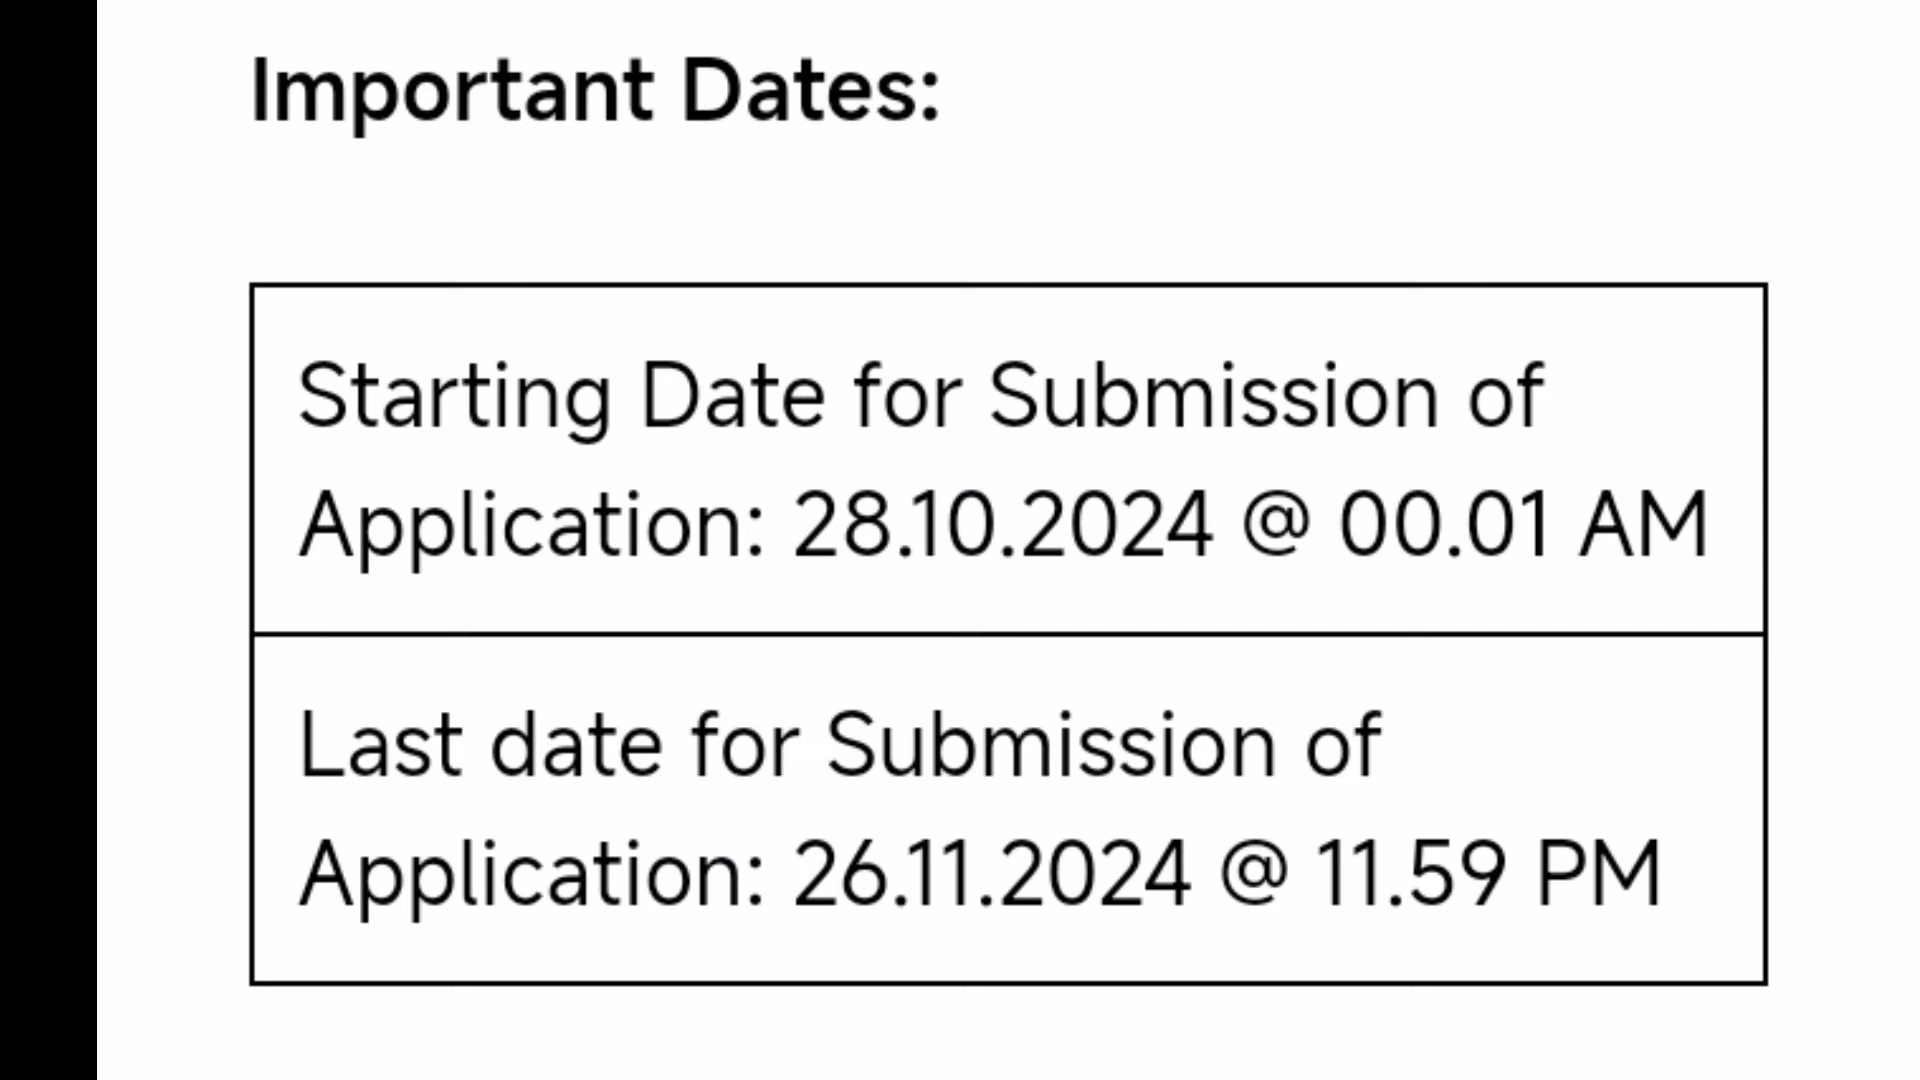 Important Dates:
Starting Date for Submission of
Application: 28.10.2024 @ 00.01 AM
Last date for Submission of
Application: 26.11.2024 @ 11.59 PM